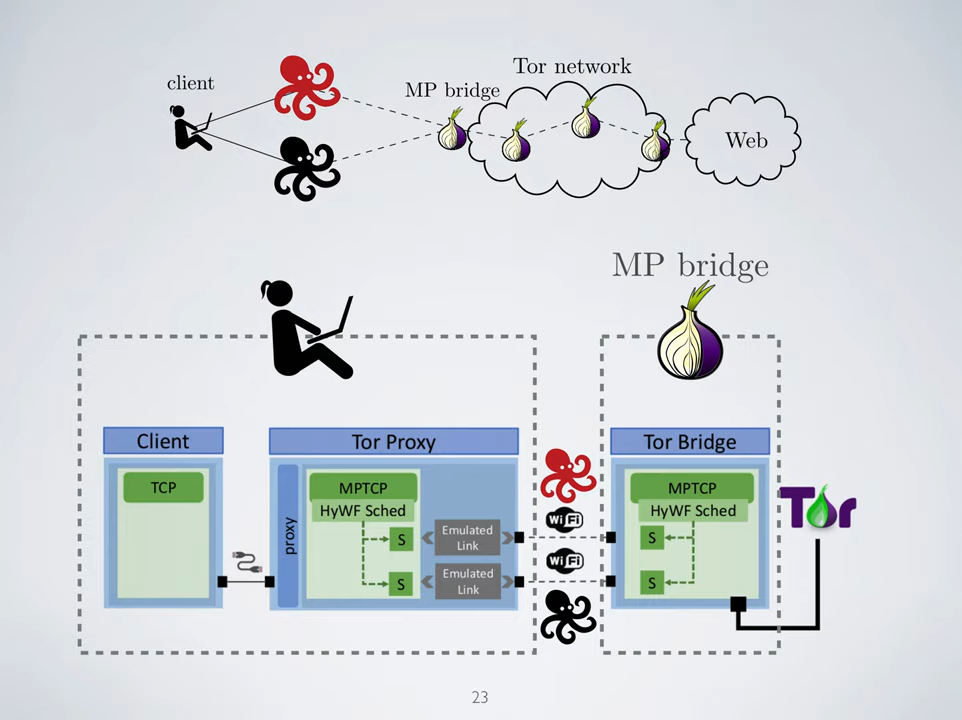 client
MP bridge
Tor network
Web
MP bridge
Client
Tor Proxy
Tor Bridge
TCP
proxy
MPTCP
HyWF Sched
S
S
Emulated
Link
Emulated
Link
WiFi
WiFi
MPTCP
HyWF Sched
S
S
Tor
23